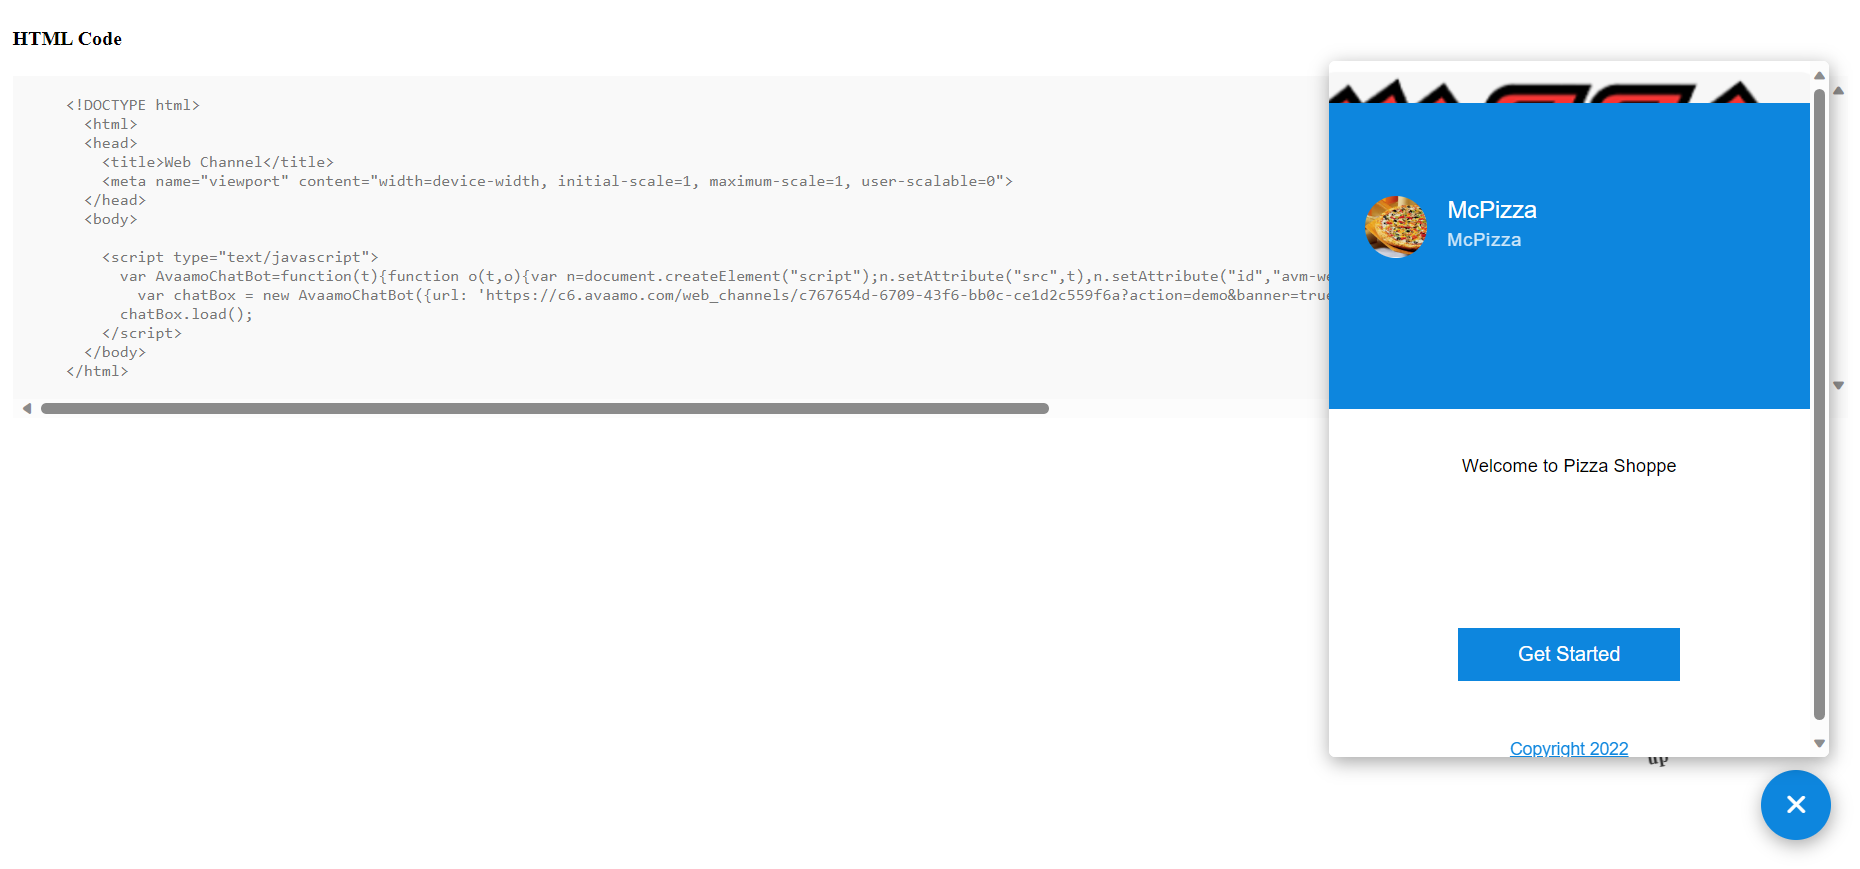 HTML Code
<!DOCTYPE html>
<html>
<head>
<title>Web Channel</title>
<meta name="viewport" content="width=device-width, initial-scale=1, maximum-scale=1, user-scalable=0">
</head>
<body>
<script type="text/javascript">
var AvaamoChatBot=function(t){function o(t,o){var n=document.createElement("script");n.setAttribute("src",t),n.setAttribute("id","avm-we
var chatBox = new AvaamoChatBot({url: 'https://c6.avaamo.com/web_channels/c767654d-6709-43f6-bb0c-ce1d2c559f6a?action=demo&banner=true
chatBox.load();
</script>
</body>
</html>
McPizza
McPizza
Welcome to Pizza Shoppe
Get Started
Copyright 2022
up